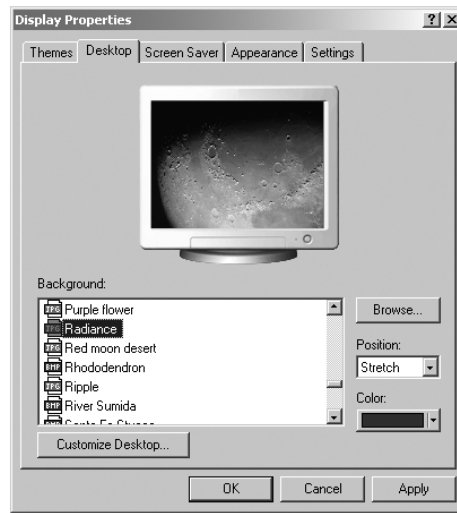 Display Properties
Themes Desktop Screen Saver Appearance Settings
Background:
Purple flower
Radiance
Red moon desert
Rhododendron
Ripple
River Sumida
Browse...
Position:
Stretch
Color:
Customize Desktop...
OK Cancel Apply